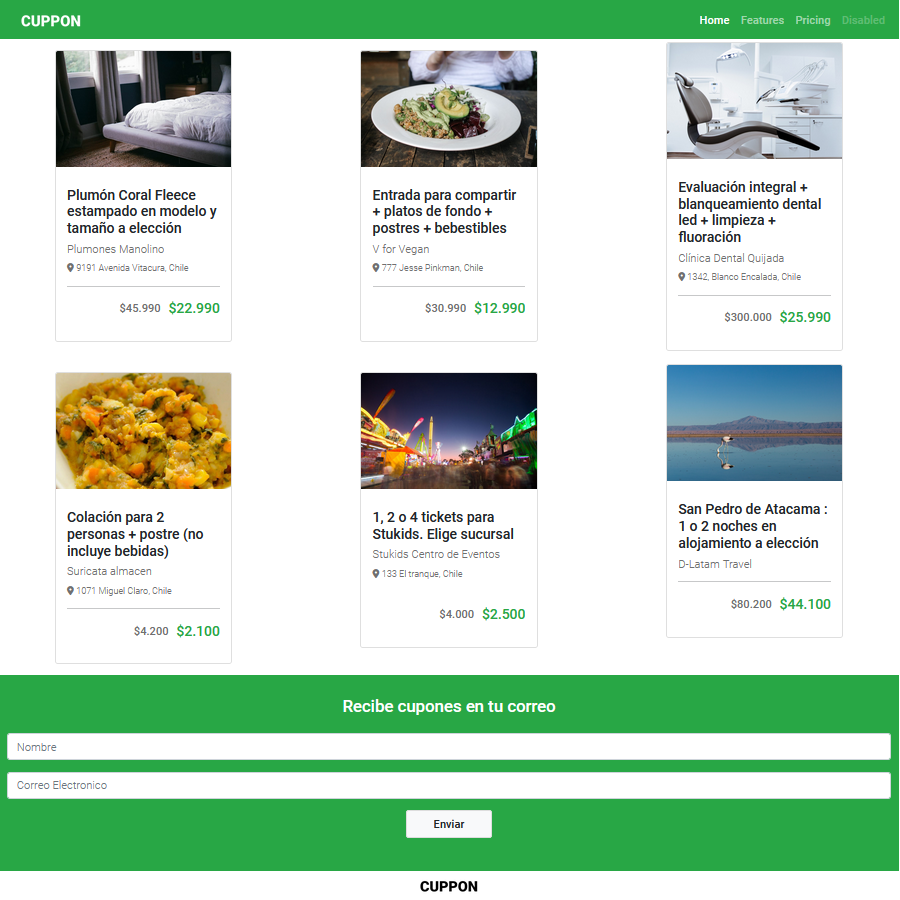 CUPPON
Home Features Pricing Disabled
Plumón Coral Fleece
estampado en modelo y
tamaño a elección
Plumones Manolino
9191 Avenida Vitacura, Chile
$45.990 $22.990
Entrada para compartir
+ platos de fondo +
postres + bebestibles
V for Vegan
777 Jesse Pinkman, Chile
$30.990 $12.990
Evaluación integral +
blanqueamiento dental
led + limpieza +
fluoración
Clínica Dental Quijada
1342, Blanco Encalada, Chile
$300.000 $25.990
Colación para 2
personas + postre (no
incluye bebidas)
Suricata almacen
1071 Miguel Claro, Chile
$4.200 $2.100
1, 2 o 4 tickets para
Stukids. Elige sucursal
Stukids Centro de Eventos
133 El tranque, Chile
$4.000 $2.500
San Pedro de Atacama :
1 o 2 noches en
alojamiento a elección
D-Latam Travel
$80.200 $44.100
Recibe cupones en tu correo
Nombre
Correo Electronico
Enviar
CUPPON